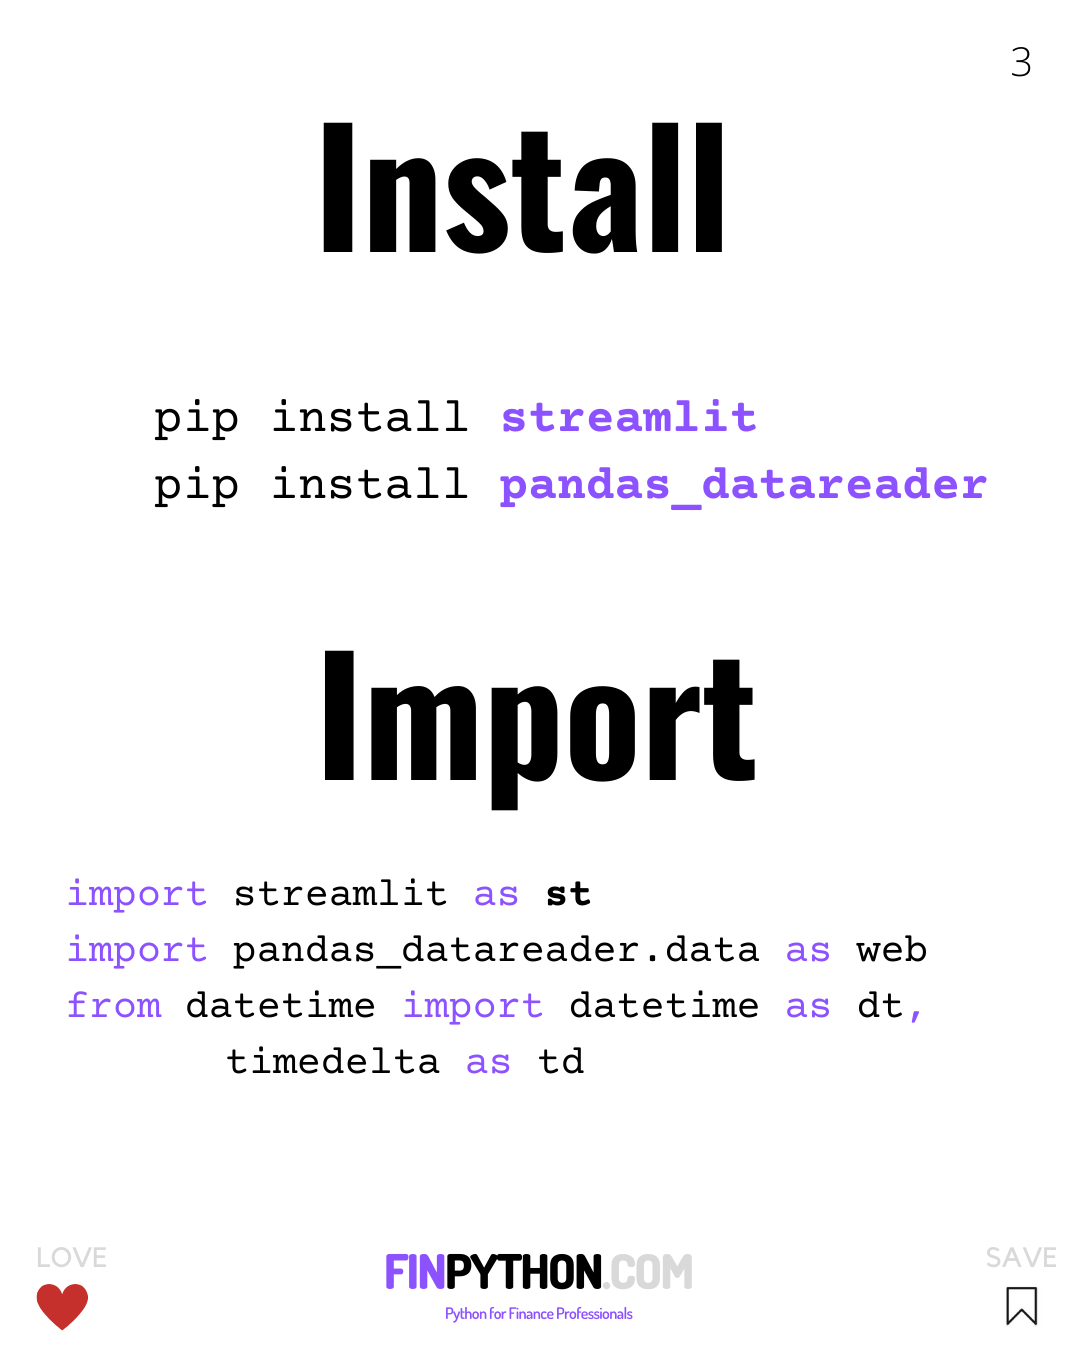 3
Install
pip install streamlit
pip install pandas_datareader
Import
import streamlit as st
import pandas_datareader.data as web
from datetime import datetime as dt,
timedelta as td
LOVE
FINPYTHON.COM
SAVE
Python for Finance Professionals